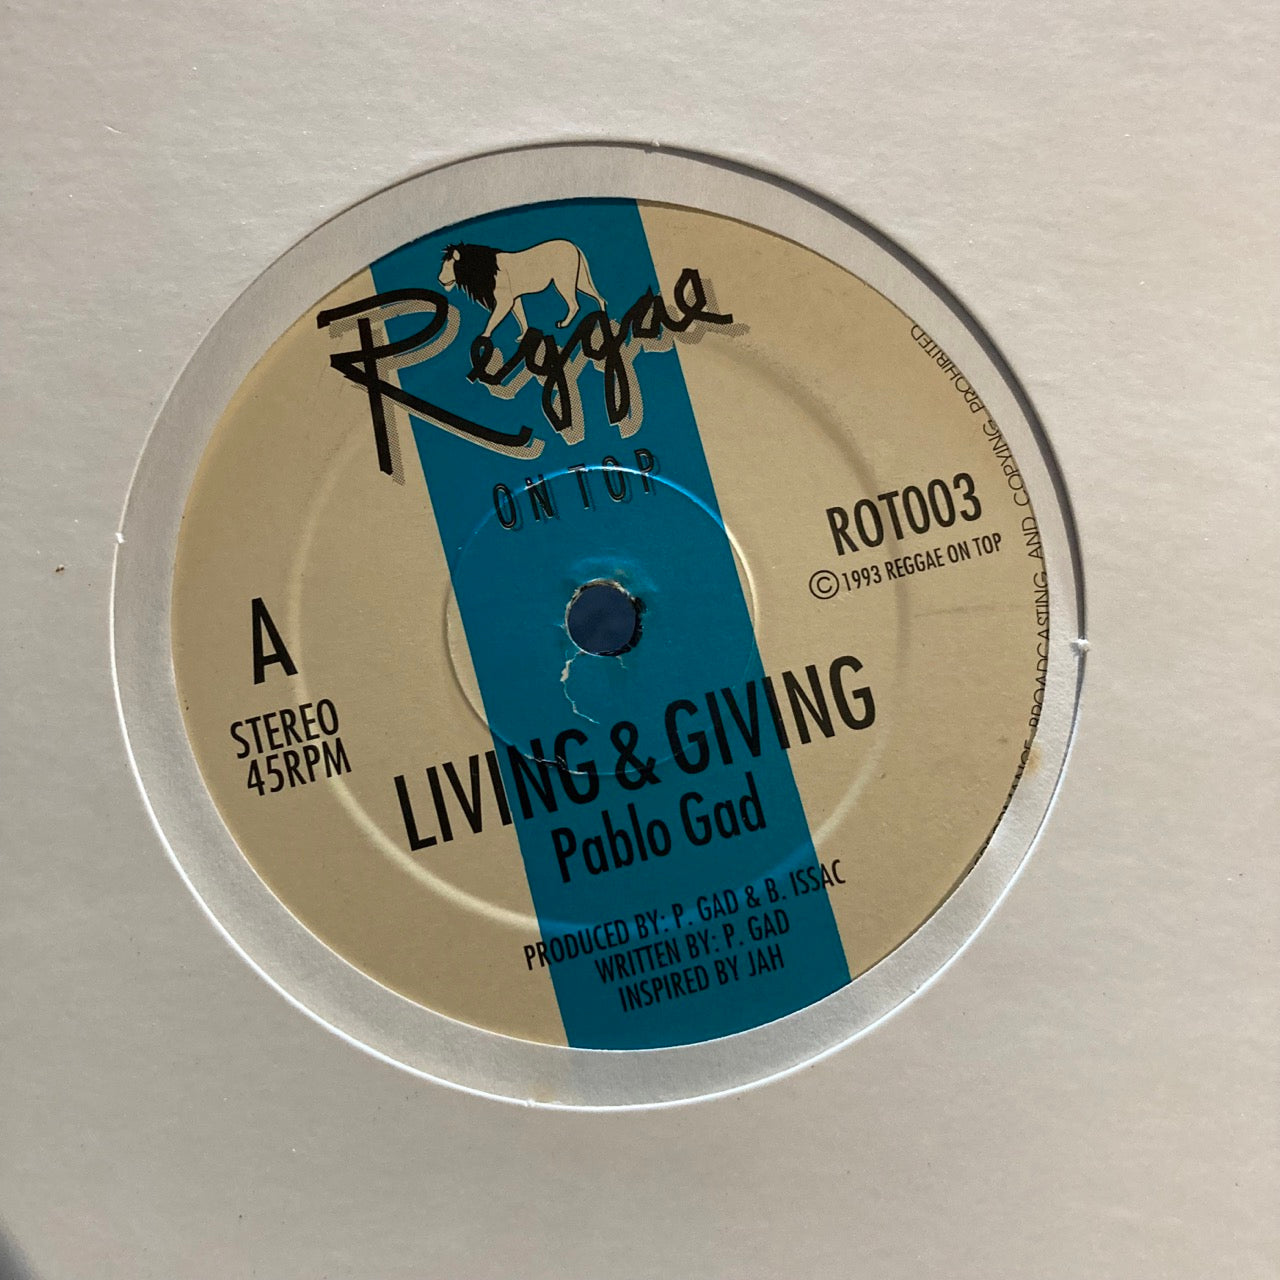 Reggae
ON TOP
ROT003
© 1993 REGGAE ON TOP
A
STEREO
45RPM
LIVING & GIVING
Pablo Gad
PRODUCED BY: P. GAD & B. ISSAC
WRITTEN BY: P. GAD
INSPIRED BY JAH
BROADCASTING AND COPYING PROHIBITED